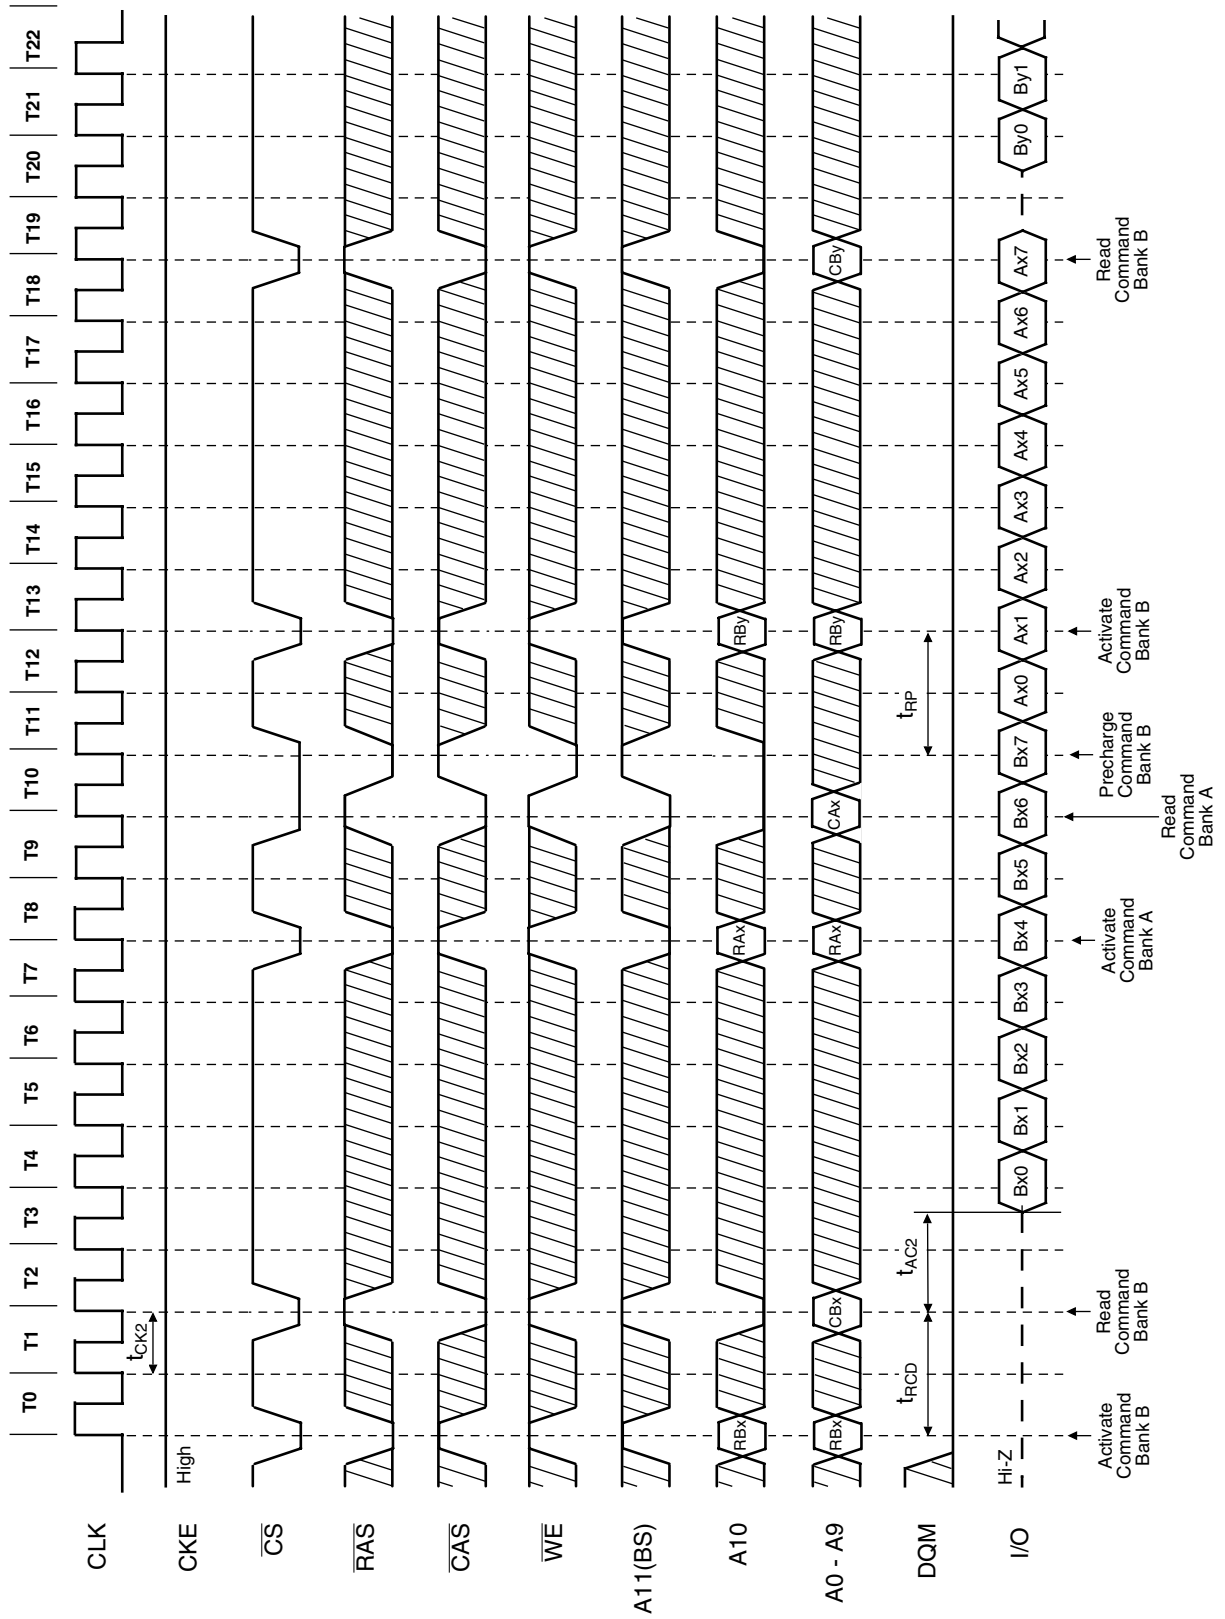 T0 T1 T2 T3 T4 T5 T6 T7 T8 T9 T10 T11 T12 T13 T14 T15 T16 T17 T18 T19 T20 T21 T22
CLK
tCK2
CKE
High
CS
RAS
CAS
WE
A11(BS)
A10
RBx RAx RBy
A0 - A9
RBx CBx RAx CAx RBy CBy
DQM
tRCD tAC2 tRP
I/O
Hi-Z
Bx0 Bx1 Bx2 Bx3 Bx4 Bx5 Bx6 Bx7 Ax0 Ax1 Ax2 Ax3 Ax4 Ax5 Ax6 Ax7 By0 By1
Activate
Command
Bank B
Read
Command
Bank B
Activate
Command
Bank A
Read
Command
Bank A
Precharge
Command
Bank B
Activate
Command
Bank B
Read
Command
Bank B